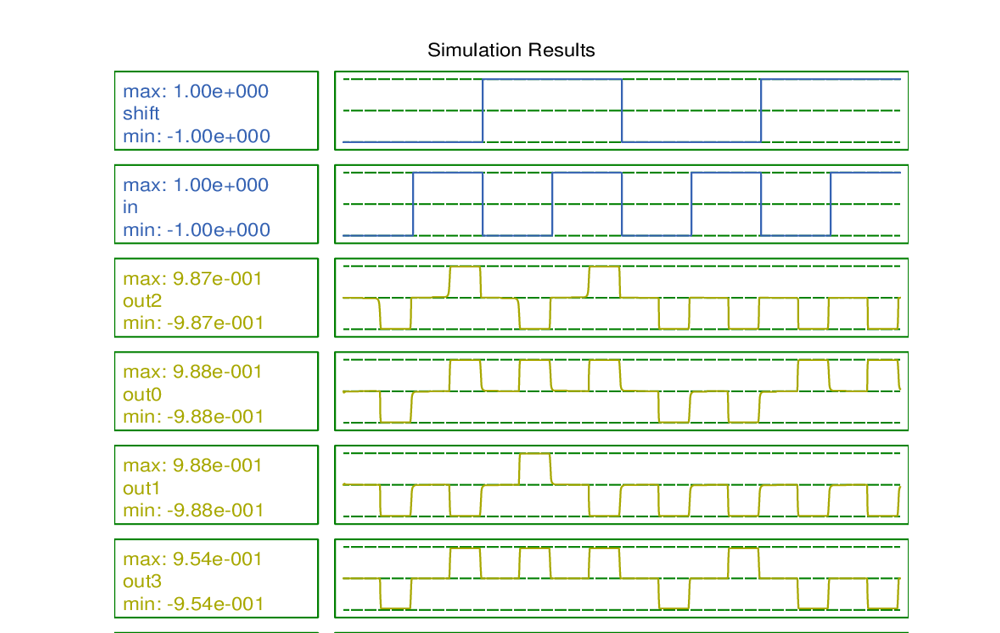 Simulation Results
max: 1.00e+000
shift
min: -1.00e+000
max: 1.00e+000
in
min: -1.00e+000
max: 9.87e-001
out2
min: -9.87e-001
max: 9.88e-001
out0
min: -9.88e-001
max: 9.88e-001
out1
min: -9.88e-001
max: 9.54e-001
out3
min: -9.54e-001